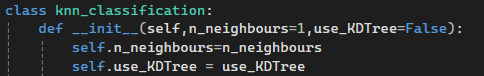 class knn_classification:
    def __init__(self,n_neighbours=1,use_KDTree=False):
        self.n_neighbours=n_neighbours
        self.use_KDTree = use_KDTree